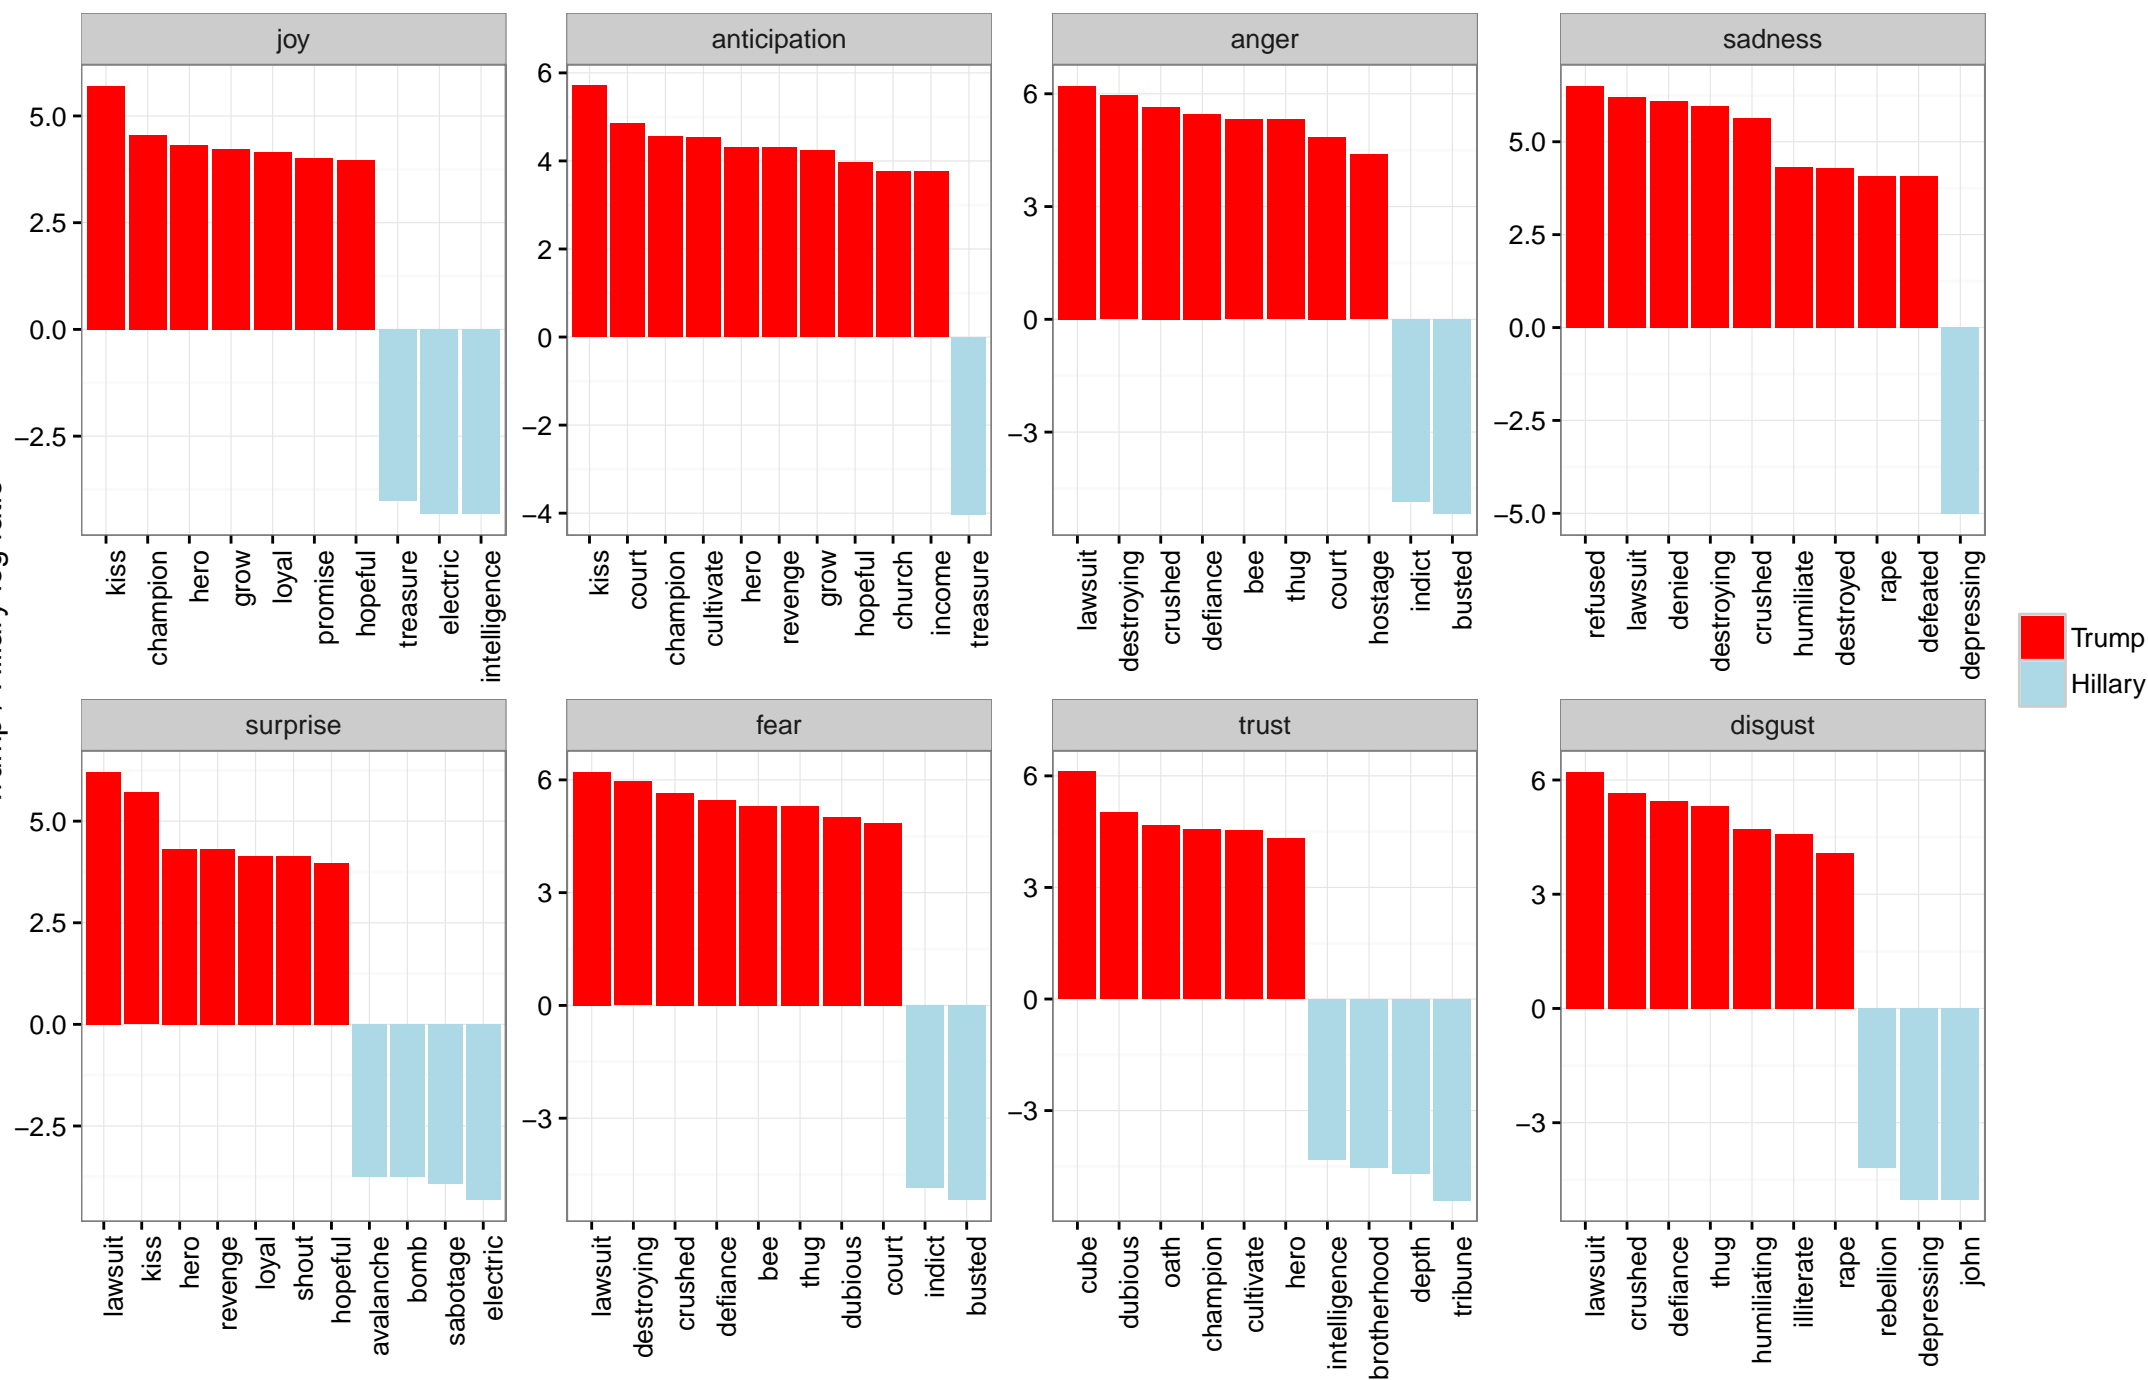 joy
anticipation
anger
sadness
5.0
2.5
0.0
−2.5
6
4
2
0
−2
−4
6
3
0
−3
5.0
2.5
0.0
−2.5
−5.0
kiss
champion
hero
grow
loyal
promise
hopeful
treasure
electric
intelligence
kiss
court
champion
cultivate
hero
revenge
grow
hopeful
church
income
treasure
lawsuit
destroying
crushed
defiance
bee
thug
court
hostage
indict
busted
refused
lawsuit
denied
destroying
crushed
humiliate
destroyed
rape
defeated
depressing
Trump
Hillary
surprise
fear
trust
disgust
5.0
2.5
0.0
−2.5
6
3
0
−3
6
3
0
−3
6
3
0
−3
lawsuit
kiss
hero
revenge
loyal
shout
hopeful
avalanche
bomb
sabotage
electric
lawsuit
destroying
crushed
defiance
bee
thug
dubious
court
indict
busted
cube
dubious
oath
champion
cultivate
hero
intelligence
brotherhood
depth
tribune
lawsuit
crushed
defiance
thug
humiliating
illiterate
rape
rebellion
depressing
john